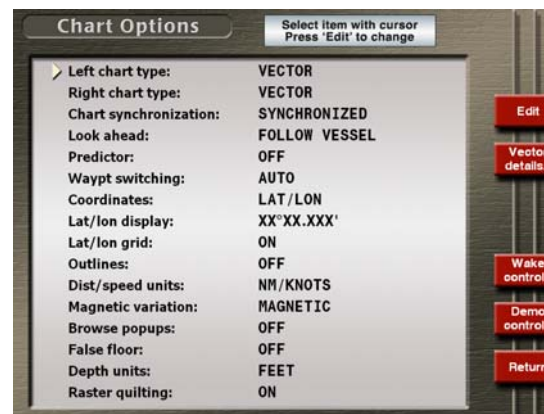 Chart Options
Select item with cursor
Press 'Edit' to change
Left chart type: VECTOR
Right chart type: VECTOR
Chart synchronization: SYNCHRONIZED
Look ahead: FOLLOW VESSEL
Predictor: OFF
Waypt switching: AUTO
Coordinates: LAT/LON
Lat/lon display: XX°XX.XXX'
Lat/lon grid: ON
Outlines: OFF
Dist/speed units: NM/KNOTS
Magnetic variation: MAGNETIC
Browse popups: OFF
False floor: OFF
Depth units: FEET
Raster quilting: ON
Edit
Vector
details
Wake
control
Demo
control
Return